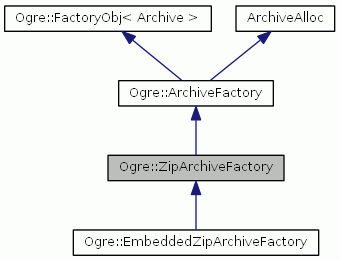 Ogre::FactoryObj< Archive >
ArchiveAlloc
Ogre::ArchiveFactory
Ogre::ZipArchiveFactory
Ogre::EmbeddedZipArchiveFactory